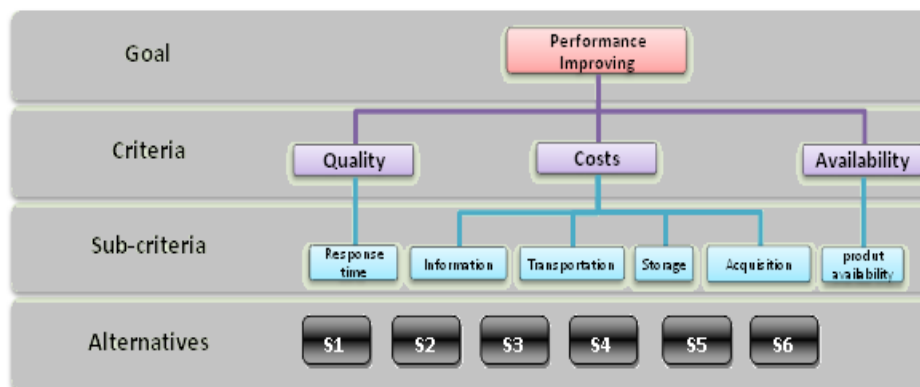 Goal
Performance
Improving
Criteria
Quality
Costs
Availability
Sub-criteria
Response
time
Information
Transportation
Storage
Acquisition
produt
availability
Alternatives
S1
S2
S3
S4
S5
S6